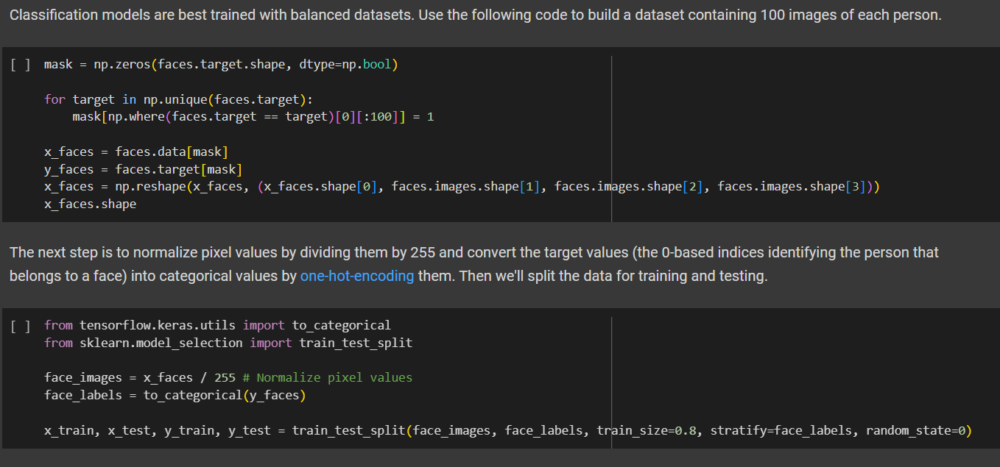 Classification models are best trained with balanced datasets. Use the following code to build a dataset containing 100 images of each person.
[ ] mask = np.zeros(faces.target.shape, dtype=np.bool)
for target in np.unique(faces.target):
    mask[np.where(faces.target == target)[0][:100]] = 1
x_faces = faces.data[mask]
y_faces = faces.target[mask]
x_faces = np.reshape(x_faces, (x_faces.shape[0], faces.images.shape[1], faces.images.shape[2], faces.images.shape[3]))
x_faces.shape
The next step is to normalize pixel values by dividing them by 255 and convert the target values (the 0-based indices identifying the person that
belongs to a face) into categorical values by one-hot-encoding them. Then we'll split the data for training and testing.
[ ] from tensorflow.keras.utils import to_categorical
from sklearn.model_selection import train_test_split
face_images = x_faces / 255 # Normalize pixel values
face_labels = to_categorical(y_faces)
x_train, x_test, y_train, y_test = train_test_split(face_images, face_labels, train_size=0.8, stratify=face_labels, random_state=0)